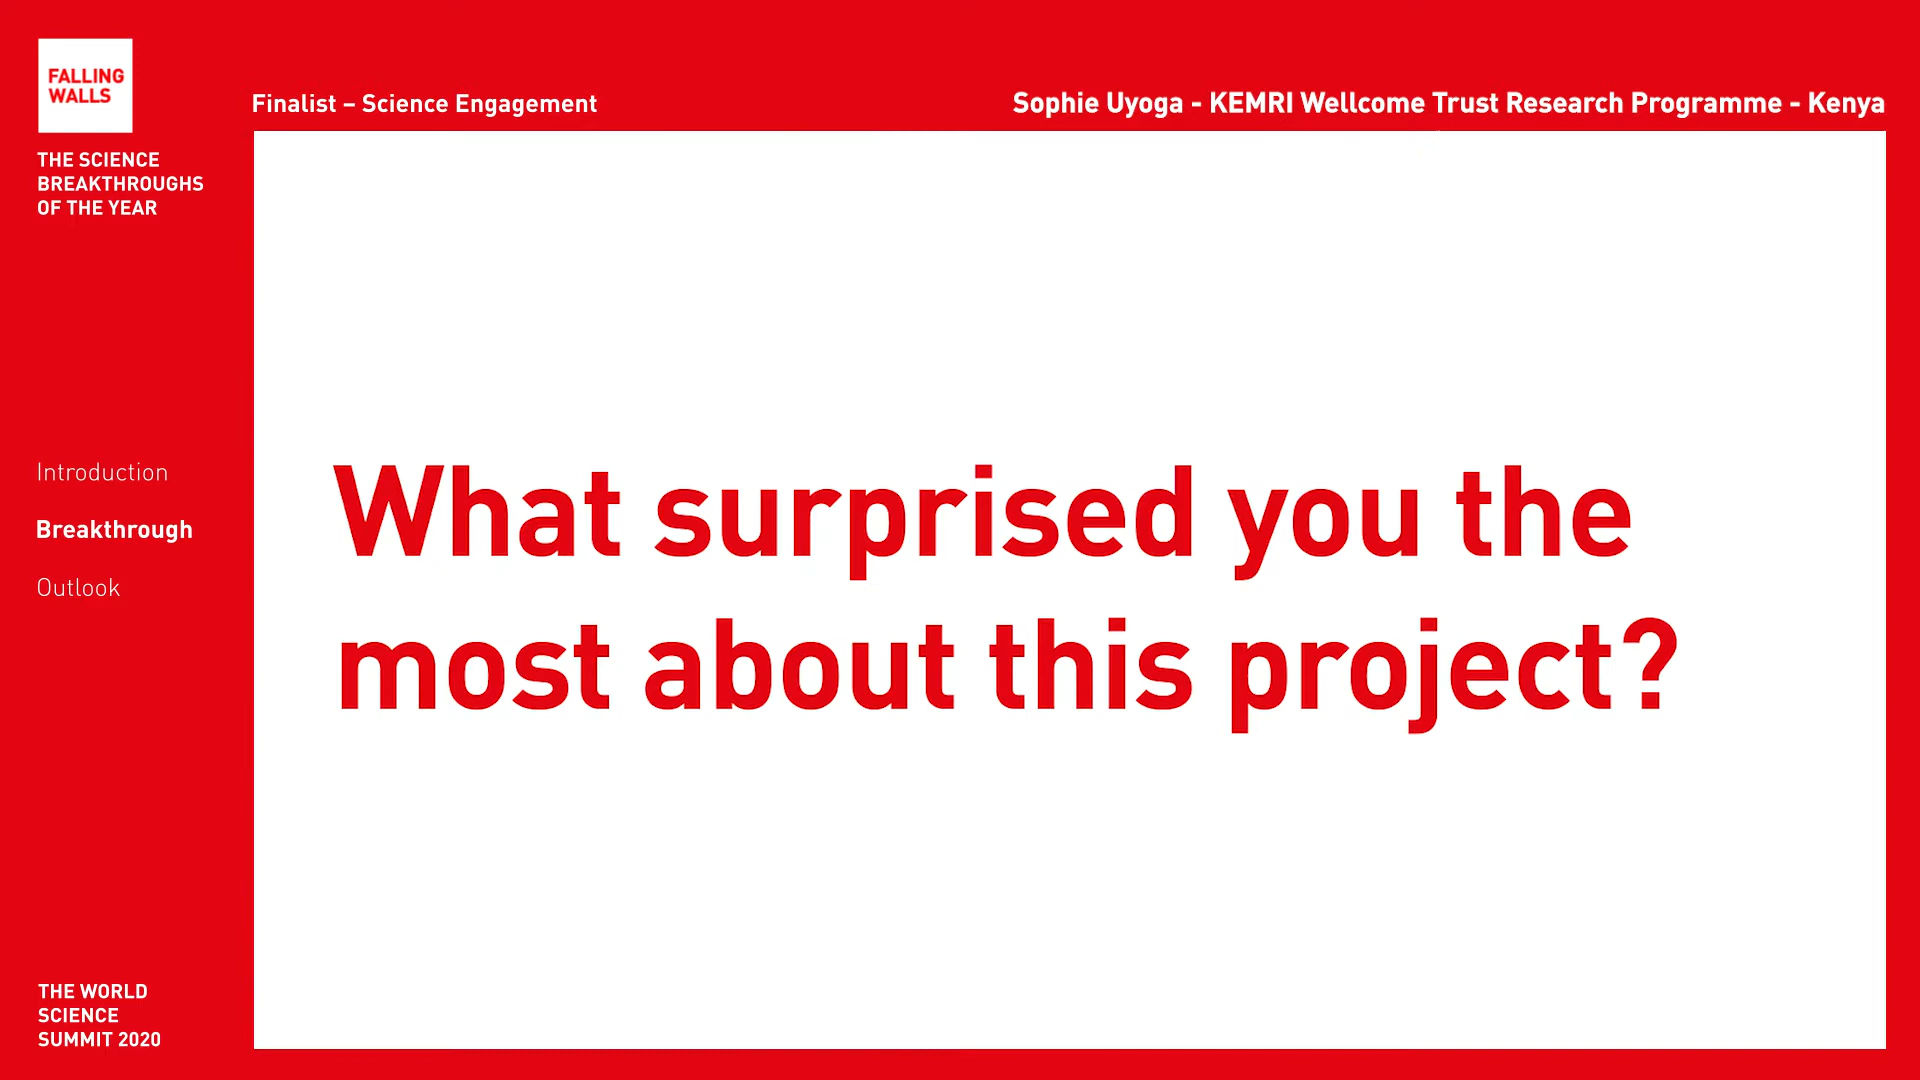 FALLING
WALLS
THE SCIENCE
BREAKTHROUGHS
OF THE YEAR
Finalist – Science Engagement
Sophie Uyoga - KEMRI Wellcome Trust Research Programme - Kenya
Introduction
Breakthrough
Outlook
What surprised you the
most about this project?
THE WORLD
SCIENCE
SUMMIT 2020